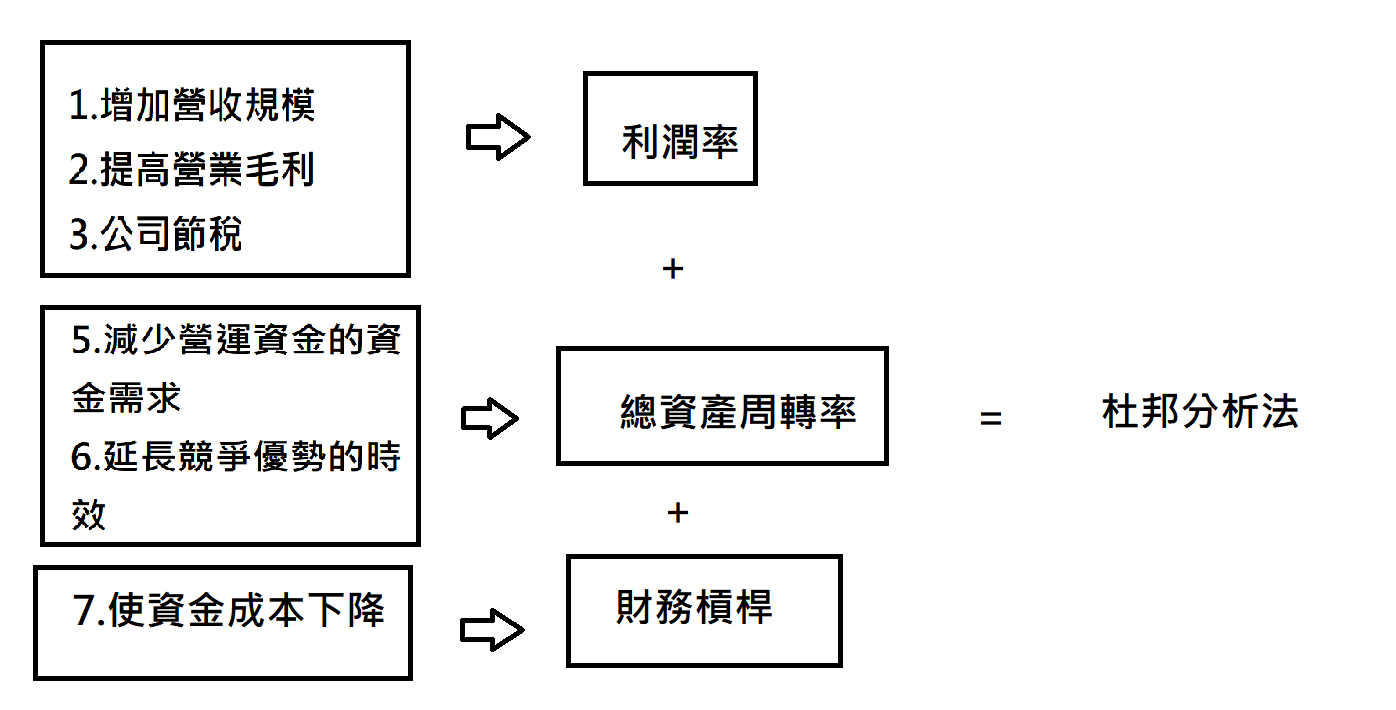 1.增加營收規模
2.提高營業毛利
3.公司節稅
利潤率
+
5.減少營運資金的資
金需求
6.延長競爭優勢的時
效
總資產周轉率
=
杜邦分析法
+
7.使資金成本下降
財務槓桿